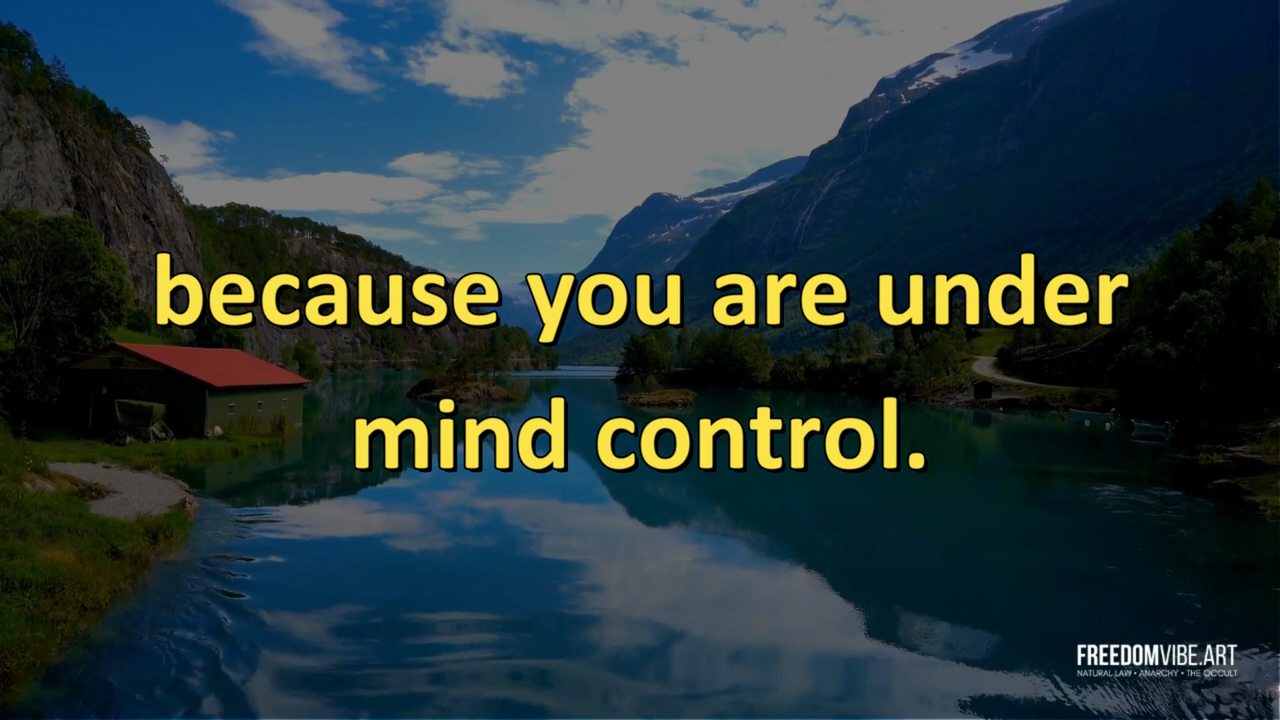 because you are under
mind control.
FREEDOMVIBE.ART
NATURAL LAW • ANARCHY • THE OCCULT